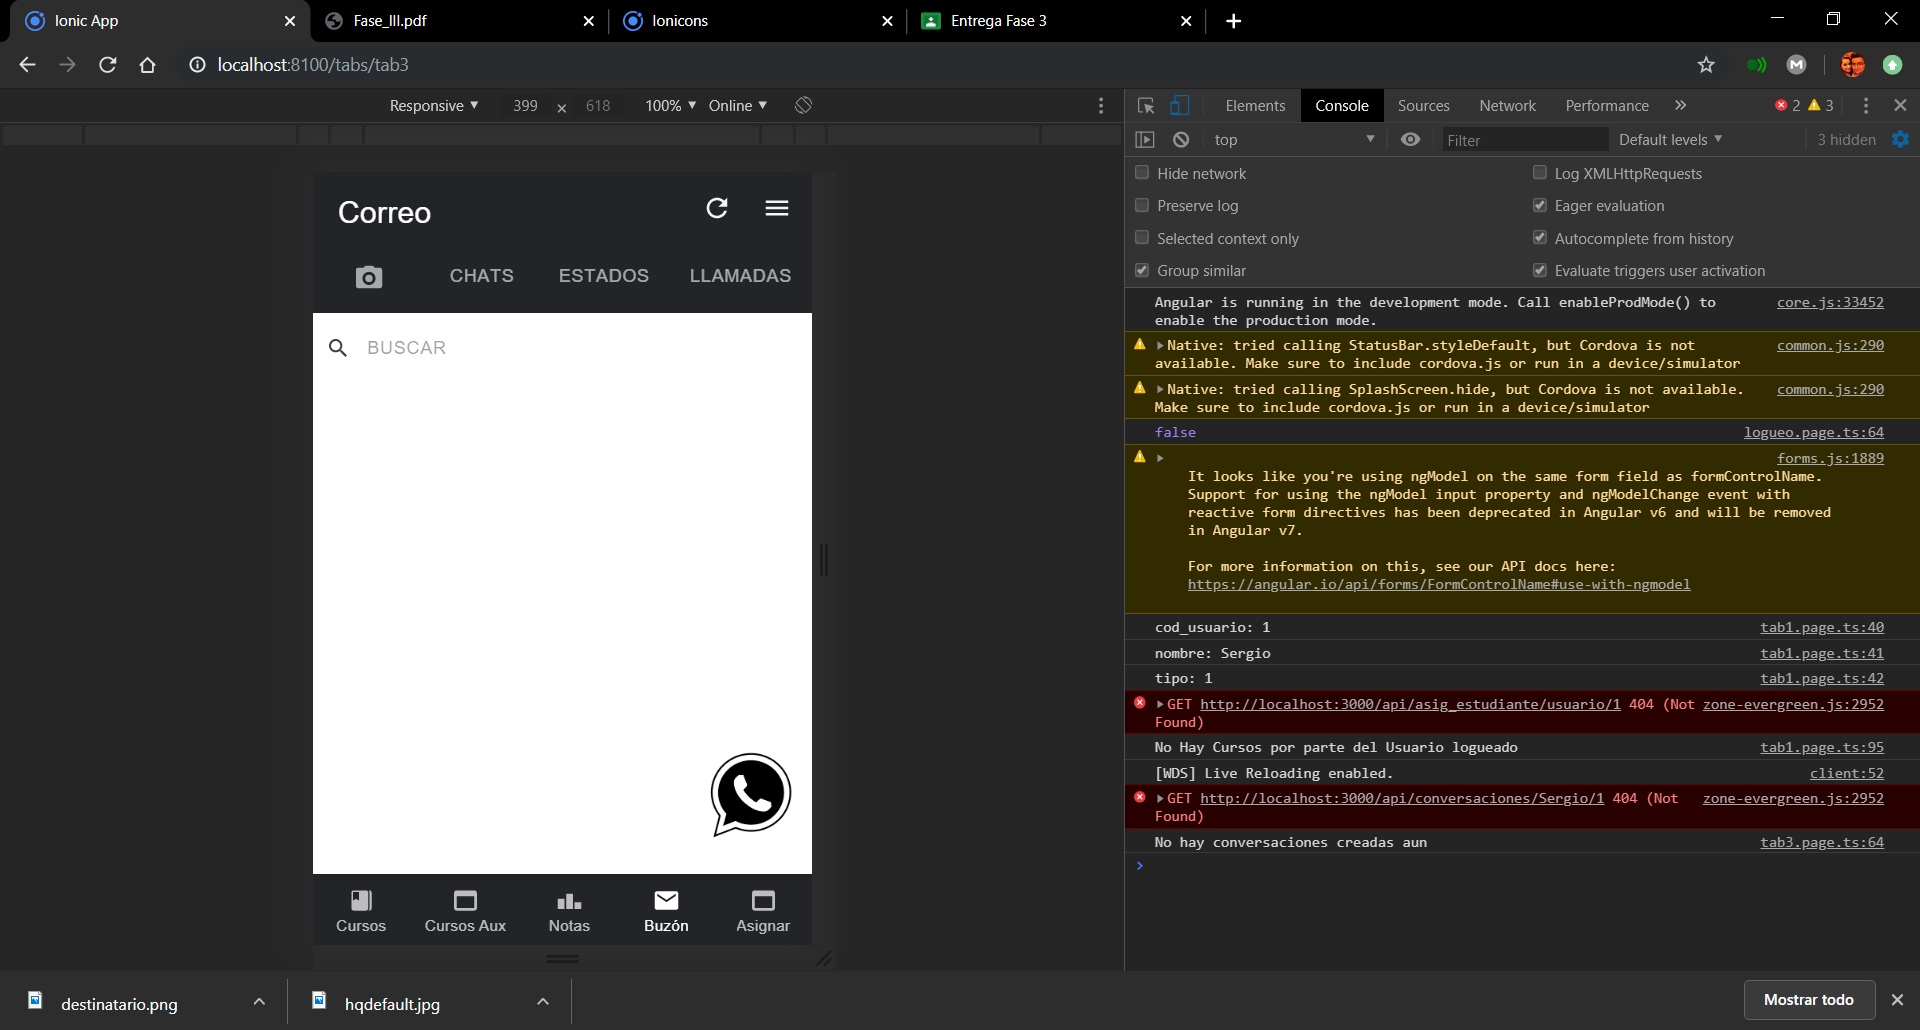 Ionic App
Fase_III.pdf
Ionicons
Entrega Fase 3
localhost:8100/tabs/tab3
Responsive ▼ 399 × 618 100% ▼ Online ▼
Elements Console Sources Network Performance » 2 3
top ▼ Filter Default levels ▼ 3 hidden
Hide network
Log XMLHttpRequests
Preserve log
Eager evaluation
Selected context only
Autocomplete from history
Group similar
Evaluate triggers user activation
Correo
CHATS ESTADOS LLAMADAS
BUSCAR
Cursos Cursos Aux Notas Buzón Asignar
Angular is running in the development mode. Call enableProdMode() to core.js:33452
enable the production mode.
Native: tried calling StatusBar.styleDefault, but Cordova is not common.js:290
available. Make sure to include cordova.js or run in a device/simulator
Native: tried calling SplashScreen.hide, but Cordova is not available. common.js:290
Make sure to include cordova.js or run in a device/simulator
false logueo.page.ts:64
forms.js:1889
It looks like you're using ngModel on the same form field as formControlName.
Support for using the ngModel input property and ngModelChange event with
reactive form directives has been deprecated in Angular v6 and will be removed
in Angular v7.
For more information on this, see our API docs here:
https://angular.io/api/forms/FormControlName#use-with-ngmodel
cod_usuario: 1 tab1.page.ts:40
nombre: Sergio tab1.page.ts:41
tipo: 1 tab1.page.ts:42
GET http://localhost:3000/api/asig_estudiante/usuario/1 404 (Not zone-evergreen.js:2952
Found)
No Hay Cursos por parte del Usuario logueado tab1.page.ts:95
[WDS] Live Reloading enabled. client:52
GET http://localhost:3000/api/conversaciones/Sergio/1 404 (Not zone-evergreen.js:2952
Found)
No hay conversaciones creadas aun tab3.page.ts:64
destinatario.png
hqdefault.jpg
Mostrar todo